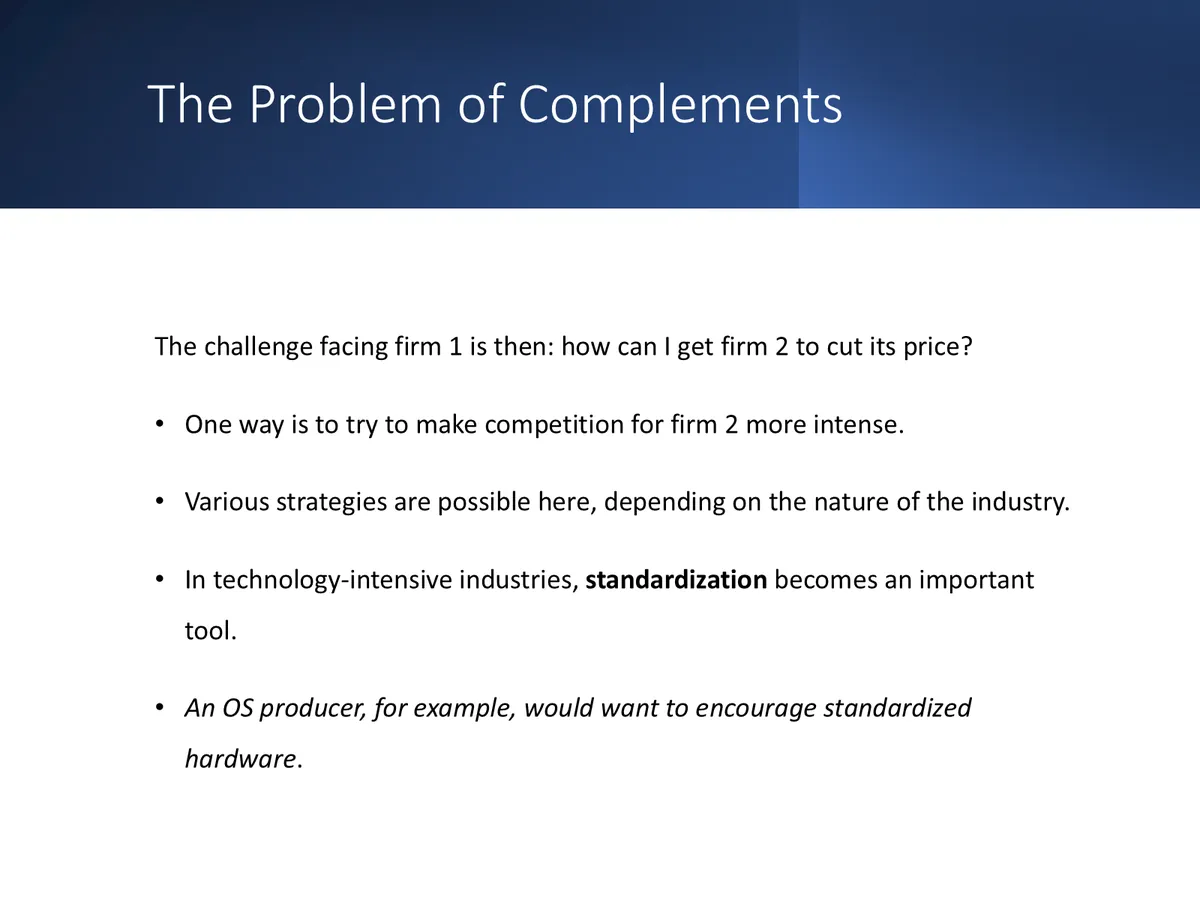 The Problem of Complements
The challenge facing firm 1 is then: how can I get firm 2 to cut its price?
• One way is to try to make competition for firm 2 more intense.
• Various strategies are possible here, depending on the nature of the industry.
• In technology-intensive industries, standardization becomes an important
tool.
• An OS producer, for example, would want to encourage standardized
hardware.